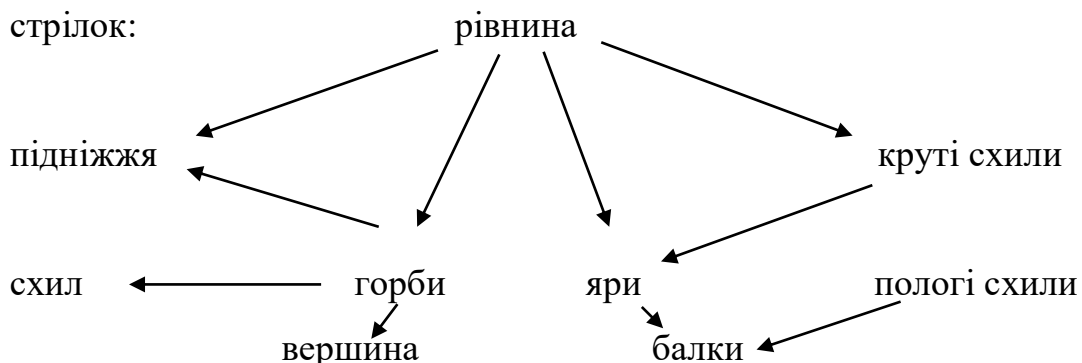 стрілок: рівнина
підніжжя круті схили
схил горби яри пологі схили
вершина балки